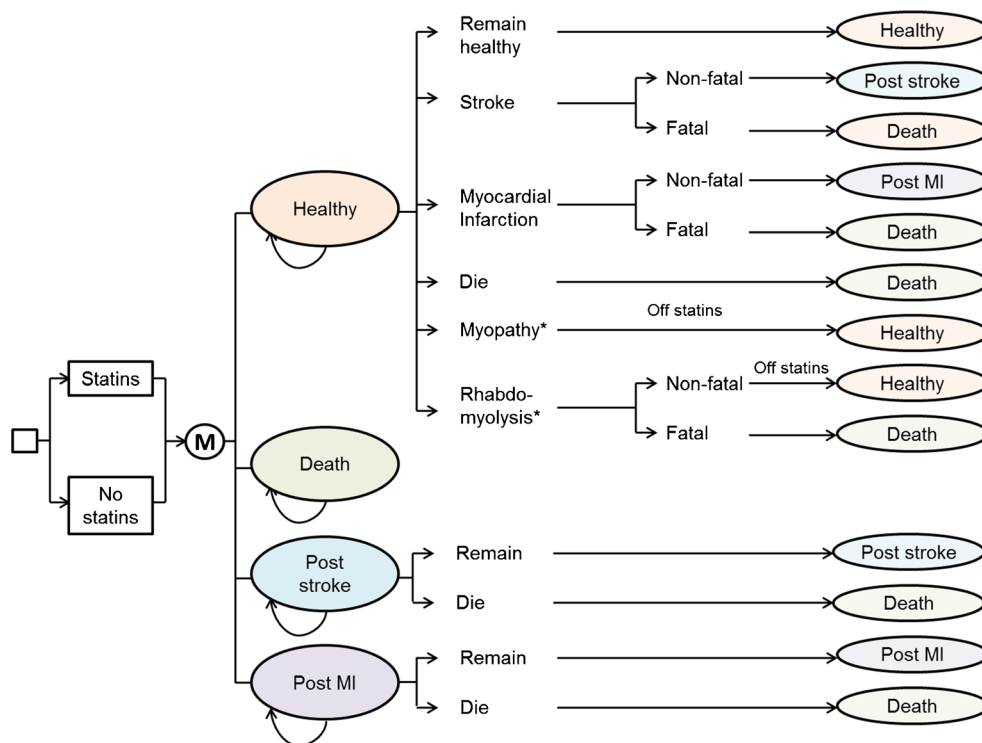 Remain
healthy
Healthy
Stroke
Non-fatal
Post stroke
Fatal
Death
Healthy
Myocardial
Infarction
Non-fatal
Post MI
Fatal
Death
Die
Death
Myopathy*
Off statins
Healthy
Rhabdo-
myolysis*
Non-fatal
Off statins
Healthy
Fatal
Death
Statins
No
statins
M
Death
Post
stroke
Remain
Post stroke
Die
Death
Post MI
Remain
Post MI
Die
Death